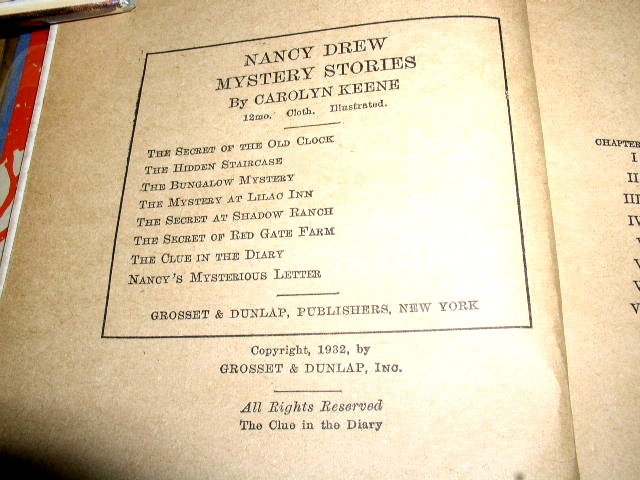 NANCY DREW
MYSTERY STORIES
By CAROLYN KEENE
12mo. Cloth. Illustrated.
THE SECRET OF THE OLD CLOCK
THE HIDDEN STAIRCASE
THE BUNGALOW MYSTERY
THE MYSTERY AT LILAC INN
THE SECRET AT SHADOW RANCH
THE SECRET OF RED GATE FARM
THE CLUE IN THE DIARY
NANCY'S MYSTERIOUS LETTER
GROSSET & DUNLAP, PUBLISHERS, NEW YORK
Copyright, 1932, by
GROSSET & DUNLAP, INC.
All Rights Reserved
The Clue in the Diary
CHAPTER
I
II
III